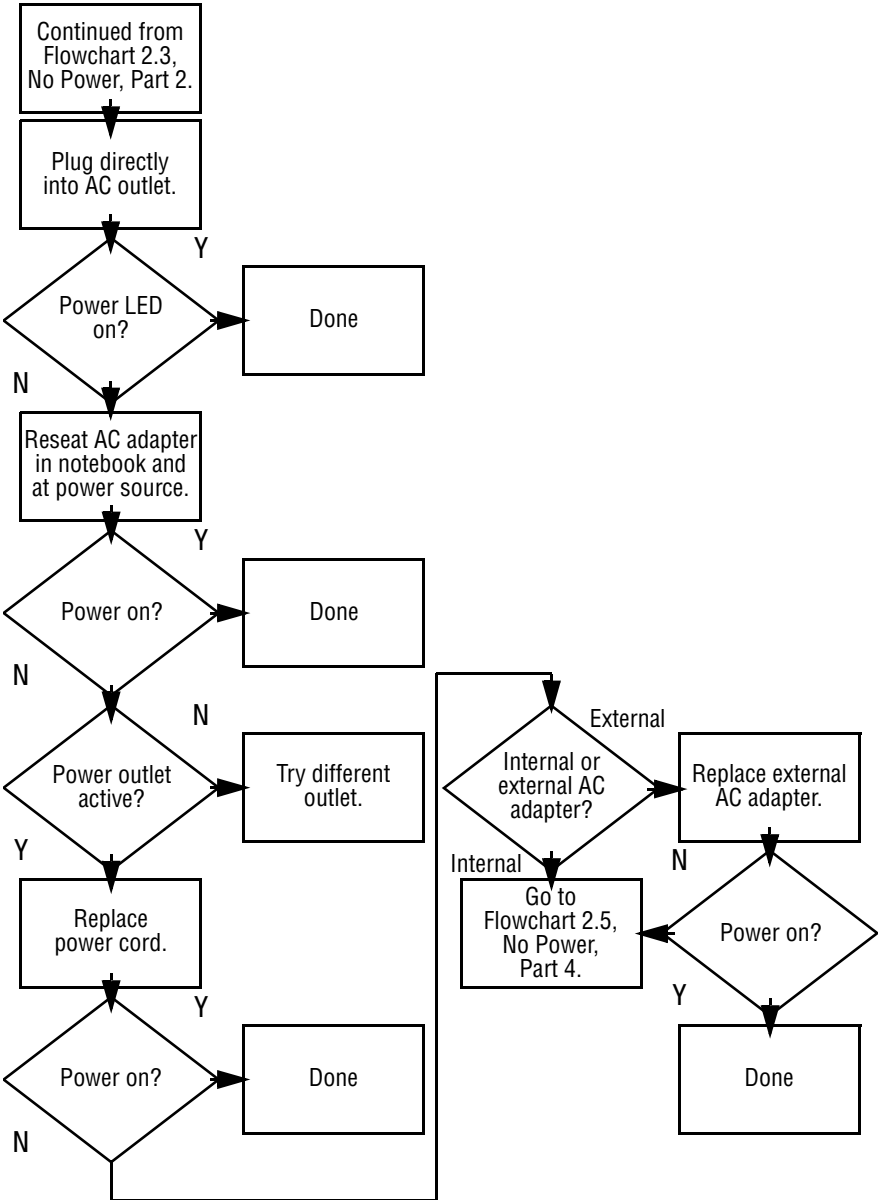 Continued from
Flowchart 2.3,
No Power, Part 2.
Plug directly
into AC outlet.
Y
Power LED
on?
Done
N
Reseat AC adapter
in notebook and
at power source.
Y
Power on?
Done
N
N
Power outlet
active?
Try different
outlet.
Y
Replace
power cord.
Y
Power on?
Done
N
External
Internal or
external AC
adapter?
Replace external
AC adapter.
Internal
N
Go to
Flowchart 2.5,
No Power,
Part 4.
Power on?
Y
Done